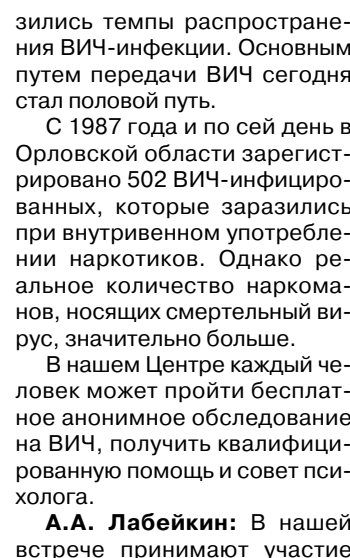 зились темпы распростране-
ния ВИЧ-инфекции. Основным
путем передачи ВИЧ сегодня
стал половой путь.
С 1987 года и по сей день в
Орловской области зарегист-
рировано 502 ВИЧ-инфициро-
ванных, которые заразились
при внутривенном употребле-
нии наркотиков. Однако ре-
альное количество наркома-
нов, носящих смертельный ви-
рус, значительно больше.
В нашем Центре каждый че-
ловек может пройти бесплат-
ное анонимное обследование
на ВИЧ, получить квалифици-
рованную помощь и совет пси-
холога.
А.А. Лабейкин: В нашей
встрече принимают участие